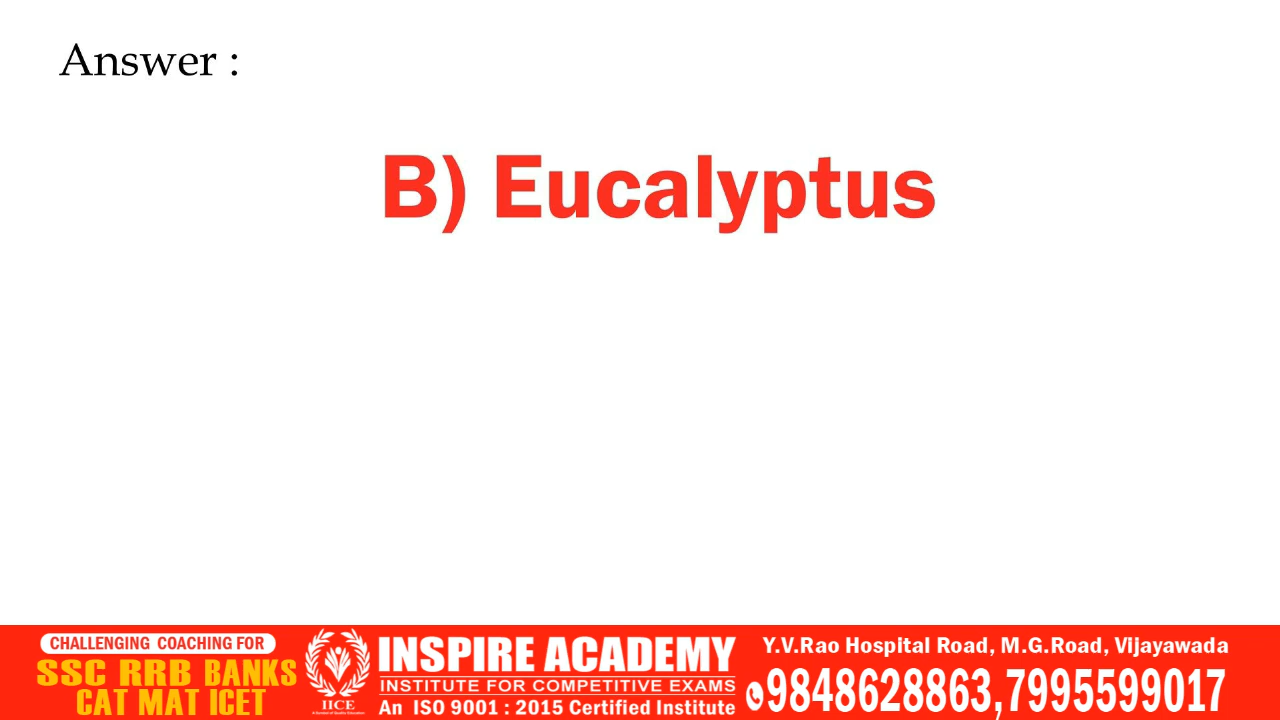 Answer :
B) Eucalyptus
CHALLENGING COACHING FOR
SSC RRB BANKS
CAT MAT ICET
IICE
INSPIRE ACADEMY
INSTITUTE FOR COMPETITIVE EXAMS
An ISO 9001 : 2015 Certified Institute
Y.V.Rao Hospital Road, M.G.Road, Vijayawada
9848628863,7995599017